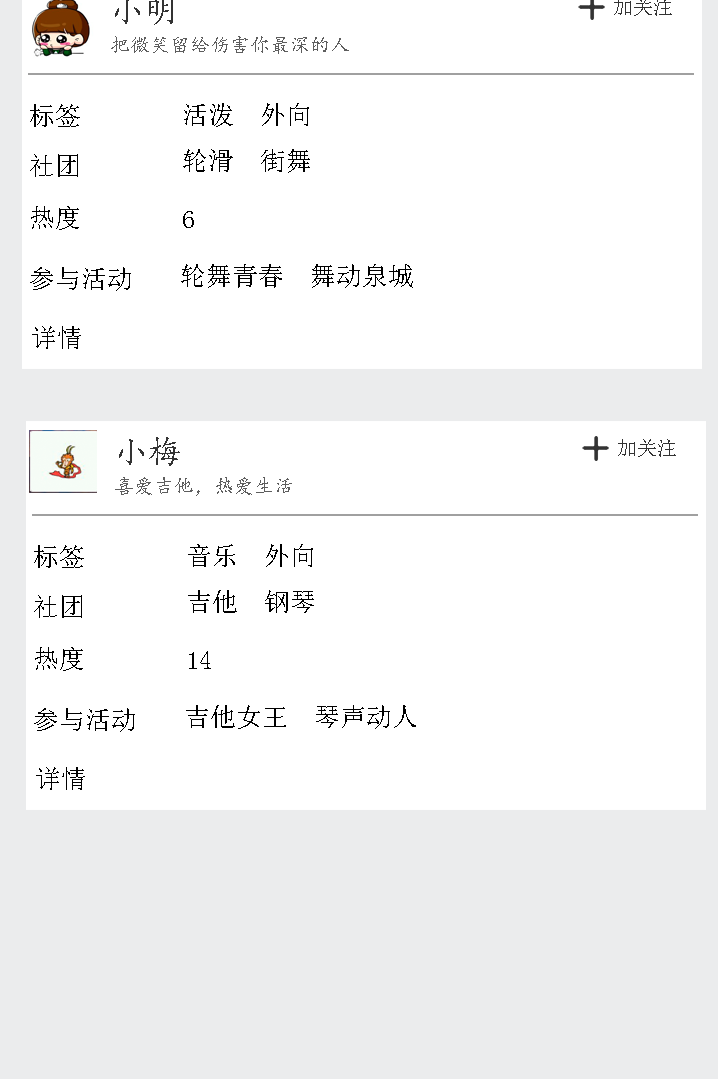 小明
加关注
把微笑留给伤害你最深的人
标签 活泼 外向
社团 轮滑 街舞
热度 6
参与活动 轮舞青春 舞动泉城
详情
小梅
加关注
喜爱吉他，热爱生活
标签 音乐 外向
社团 吉他 钢琴
热度 14
参与活动 吉他女王 琴声动人
详情